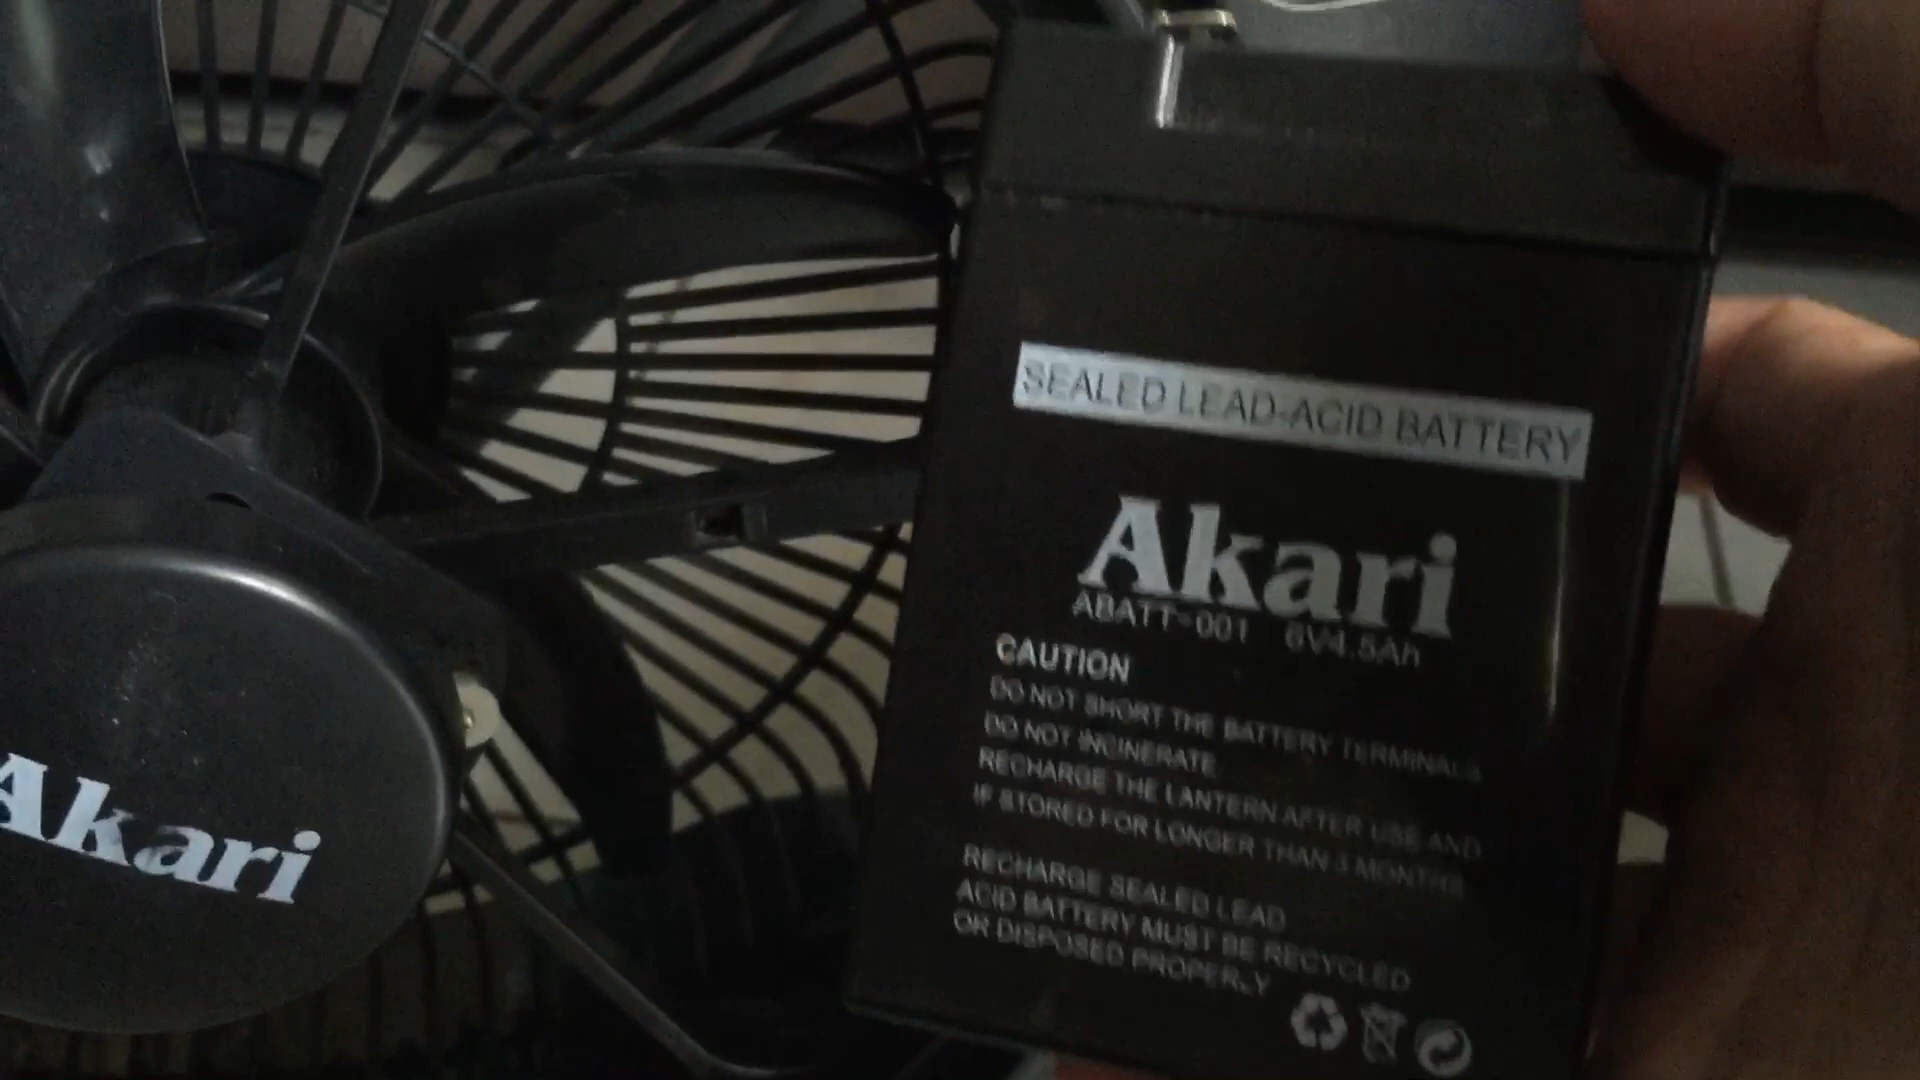 SEALED LEAD-ACID BATTERY
Akari
ABATT-001 6V4.5Ah
CAUTION
DO NOT SHORT THE BATTERY TERMINALS
DO NOT INCINERATE
RECHARGE THE LANTERN AFTER USE AND
IF STORED FOR LONGER THAN 3 MONTHS
RECHARGE SEALED LEAD
ACID BATTERY MUST BE RECYCLED
OR DISPOSED PROPERLY
Akari